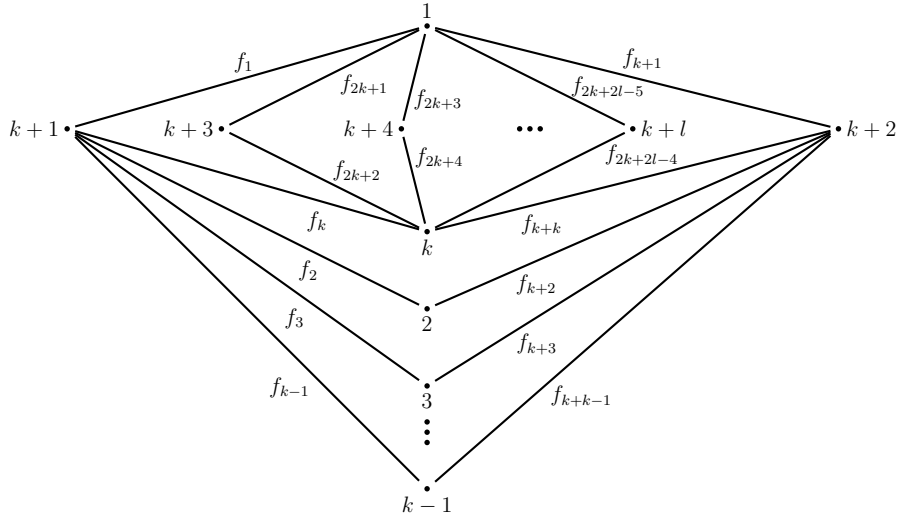 1
f_1
f_{k+1}
f_{2k+1}
f_{2k+3}
f_{2k+2l-5}
k + 1
k + 3
k + 4
k + l
k + 2
f_{2k+2}
f_{2k+4}
f_{2k+2l-4}
f_k
k
f_{k+k}
f_2
f_{k+2}
2
f_3
f_{k+3}
f_{k-1}
3
f_{k+k-1}
k − 1